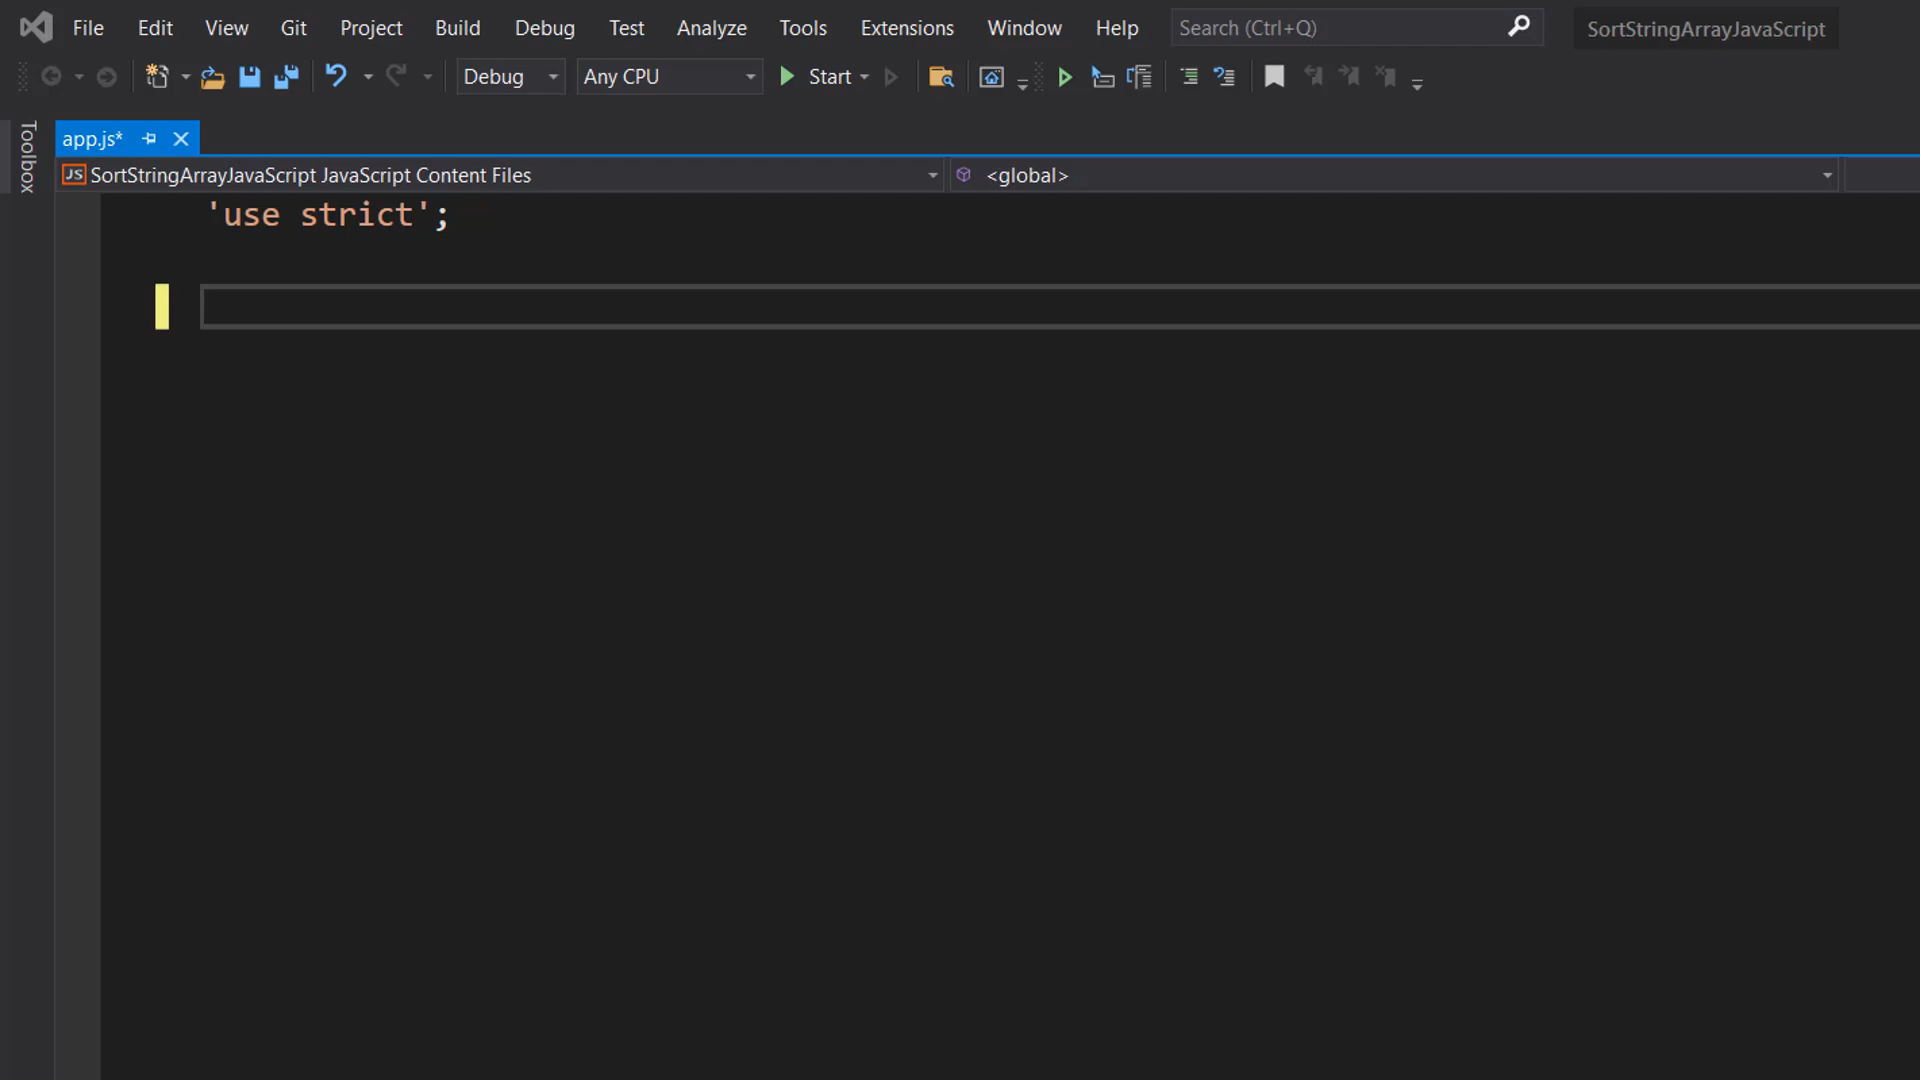 File Edit View Git Project Build Debug Test Analyze Tools Extensions Window Help Search (Ctrl+Q) SortStringArrayJavaScript
Debug Any CPU Start
Toolbox
app.js*
JS SortStringArrayJavaScript JavaScript Content Files <global>
'use strict';